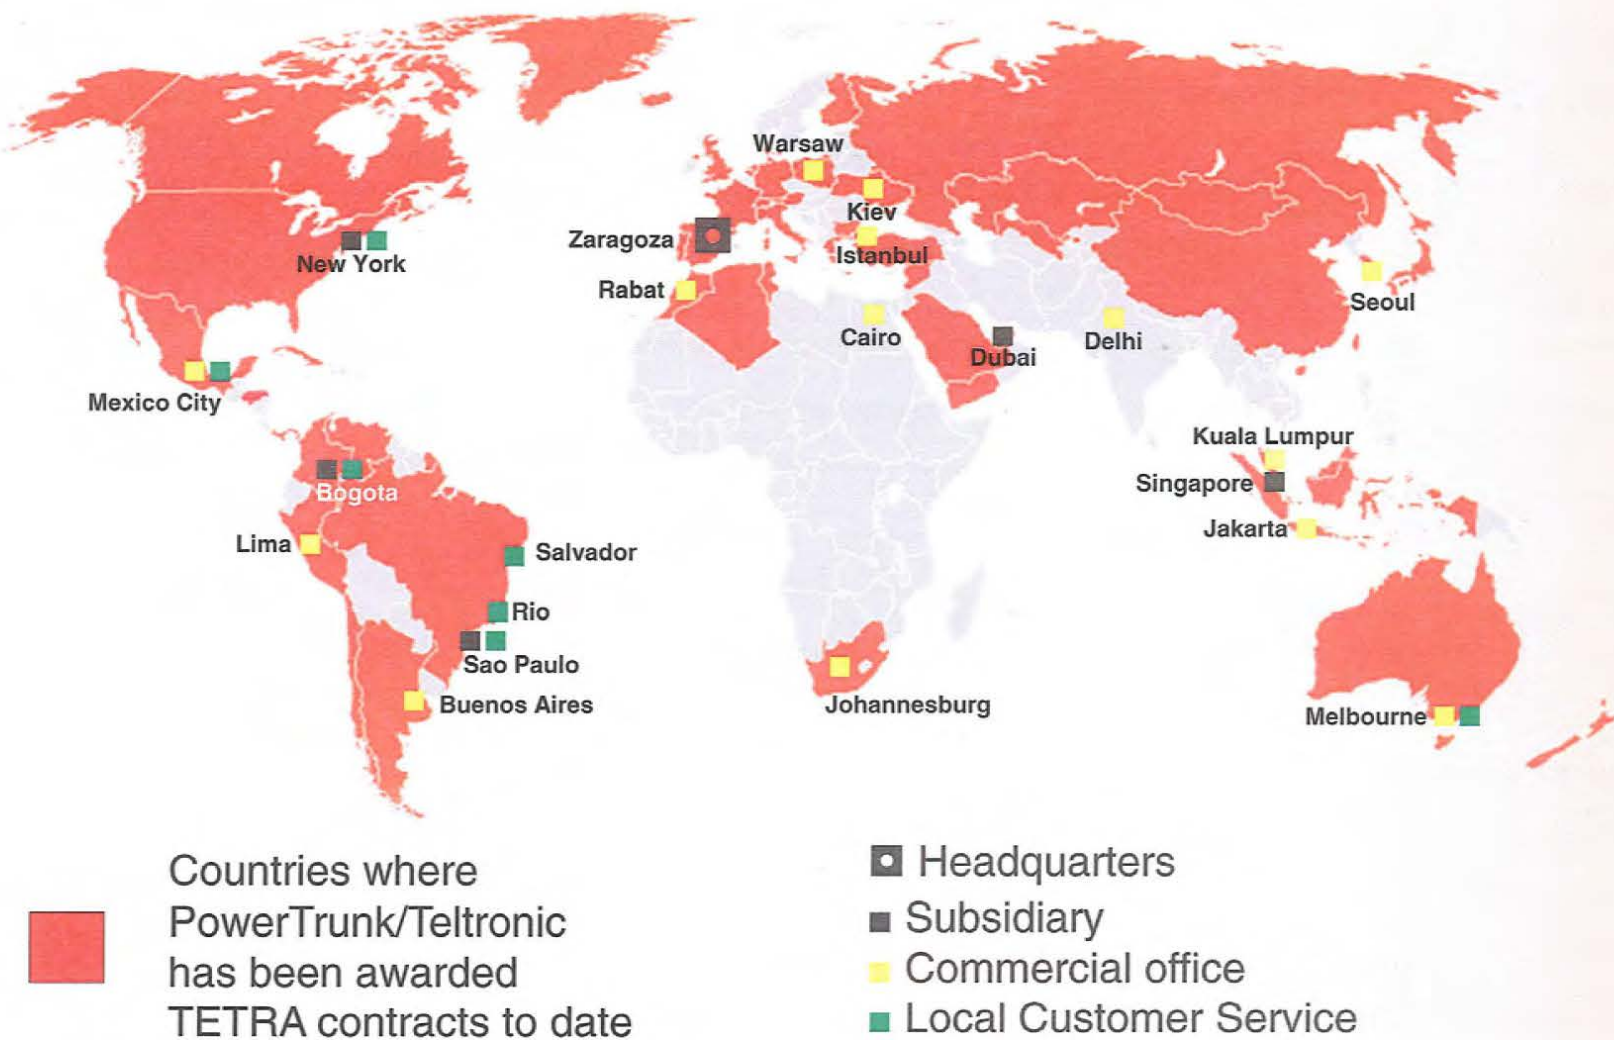 Warsaw
Kiev
Zaragoza
Istanbul
New York
Rabat
Seoul
Cairo
Delhi
Dubai
Mexico City
Kuala Lumpur
Bogota
Singapore
Jakarta
Lima
Salvador
Rio
Sao Paulo
Buenos Aires
Johannesburg
Melbourne
Countries where
PowerTrunk/Teltronic
has been awarded
TETRA contracts to date
Headquarters
Subsidiary
Commercial office
Local Customer Service